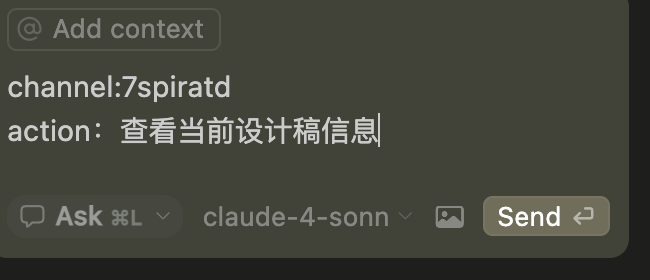 @ Add context
channel:7spiratd
action：查看当前设计稿信息
Ask ⌘L claude-4-sonn Send